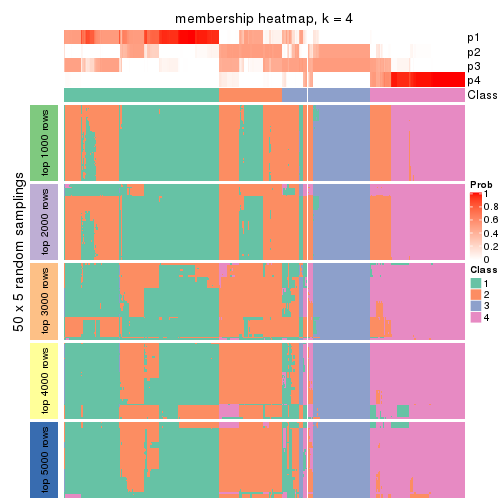 membership heatmap, k = 4
p1
p2
p3
p4
Class
50 x 5 random samplings
top 1000 rows
top 2000 rows
top 3000 rows
top 4000 rows
top 5000 rows
Prob
1
0.8
0.6
0.4
0.2
0
Class
1
2
3
4